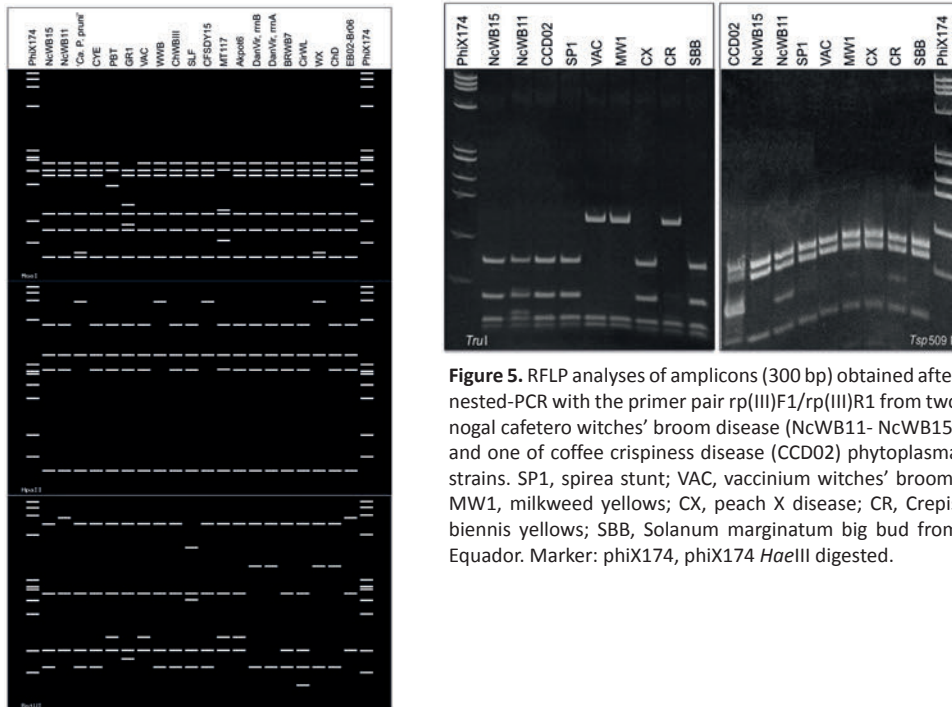 PhiX174
NcWB15
NcWB11
'Ca. P. pruni'
CYE
PBT
GR1
VAC
WWB
ChWBIII
SLF
CFSDY15
MT117
Akpot6
DanVir, rrnB
DanVir, rrnA
BRWB7
CirWL
WX
ChD
EB02-Br06
PhiX174
HpaII
PhiX174
NcWB15
NcWB11
CCD02
SP1
VAC
MW1
CX
CR
SBB
TruI
CCD02
NcWB15
NcWB11
SP1
VAC
MW1
CX
CR
SBB
PhiX174
Tsp509 I
Figure 5. RFLP analyses of amplicons (300 bp) obtained afte
nested-PCR with the primer pair rp(III)F1/rp(III)R1 from two
nogal cafetero witches' broom disease (NcWB11- NcWB15
and one of coffee crispiness disease (CCD02) phytoplasma
strains. SP1, spirea stunt; VAC, vaccinium witches' broom
MW1, milkweed yellows; CX, peach X disease; CR, Crepi
biennis yellows; SBB, Solanum marginatum big bud from
Equador. Marker: phiX174, phiX174 HaeIII digested.